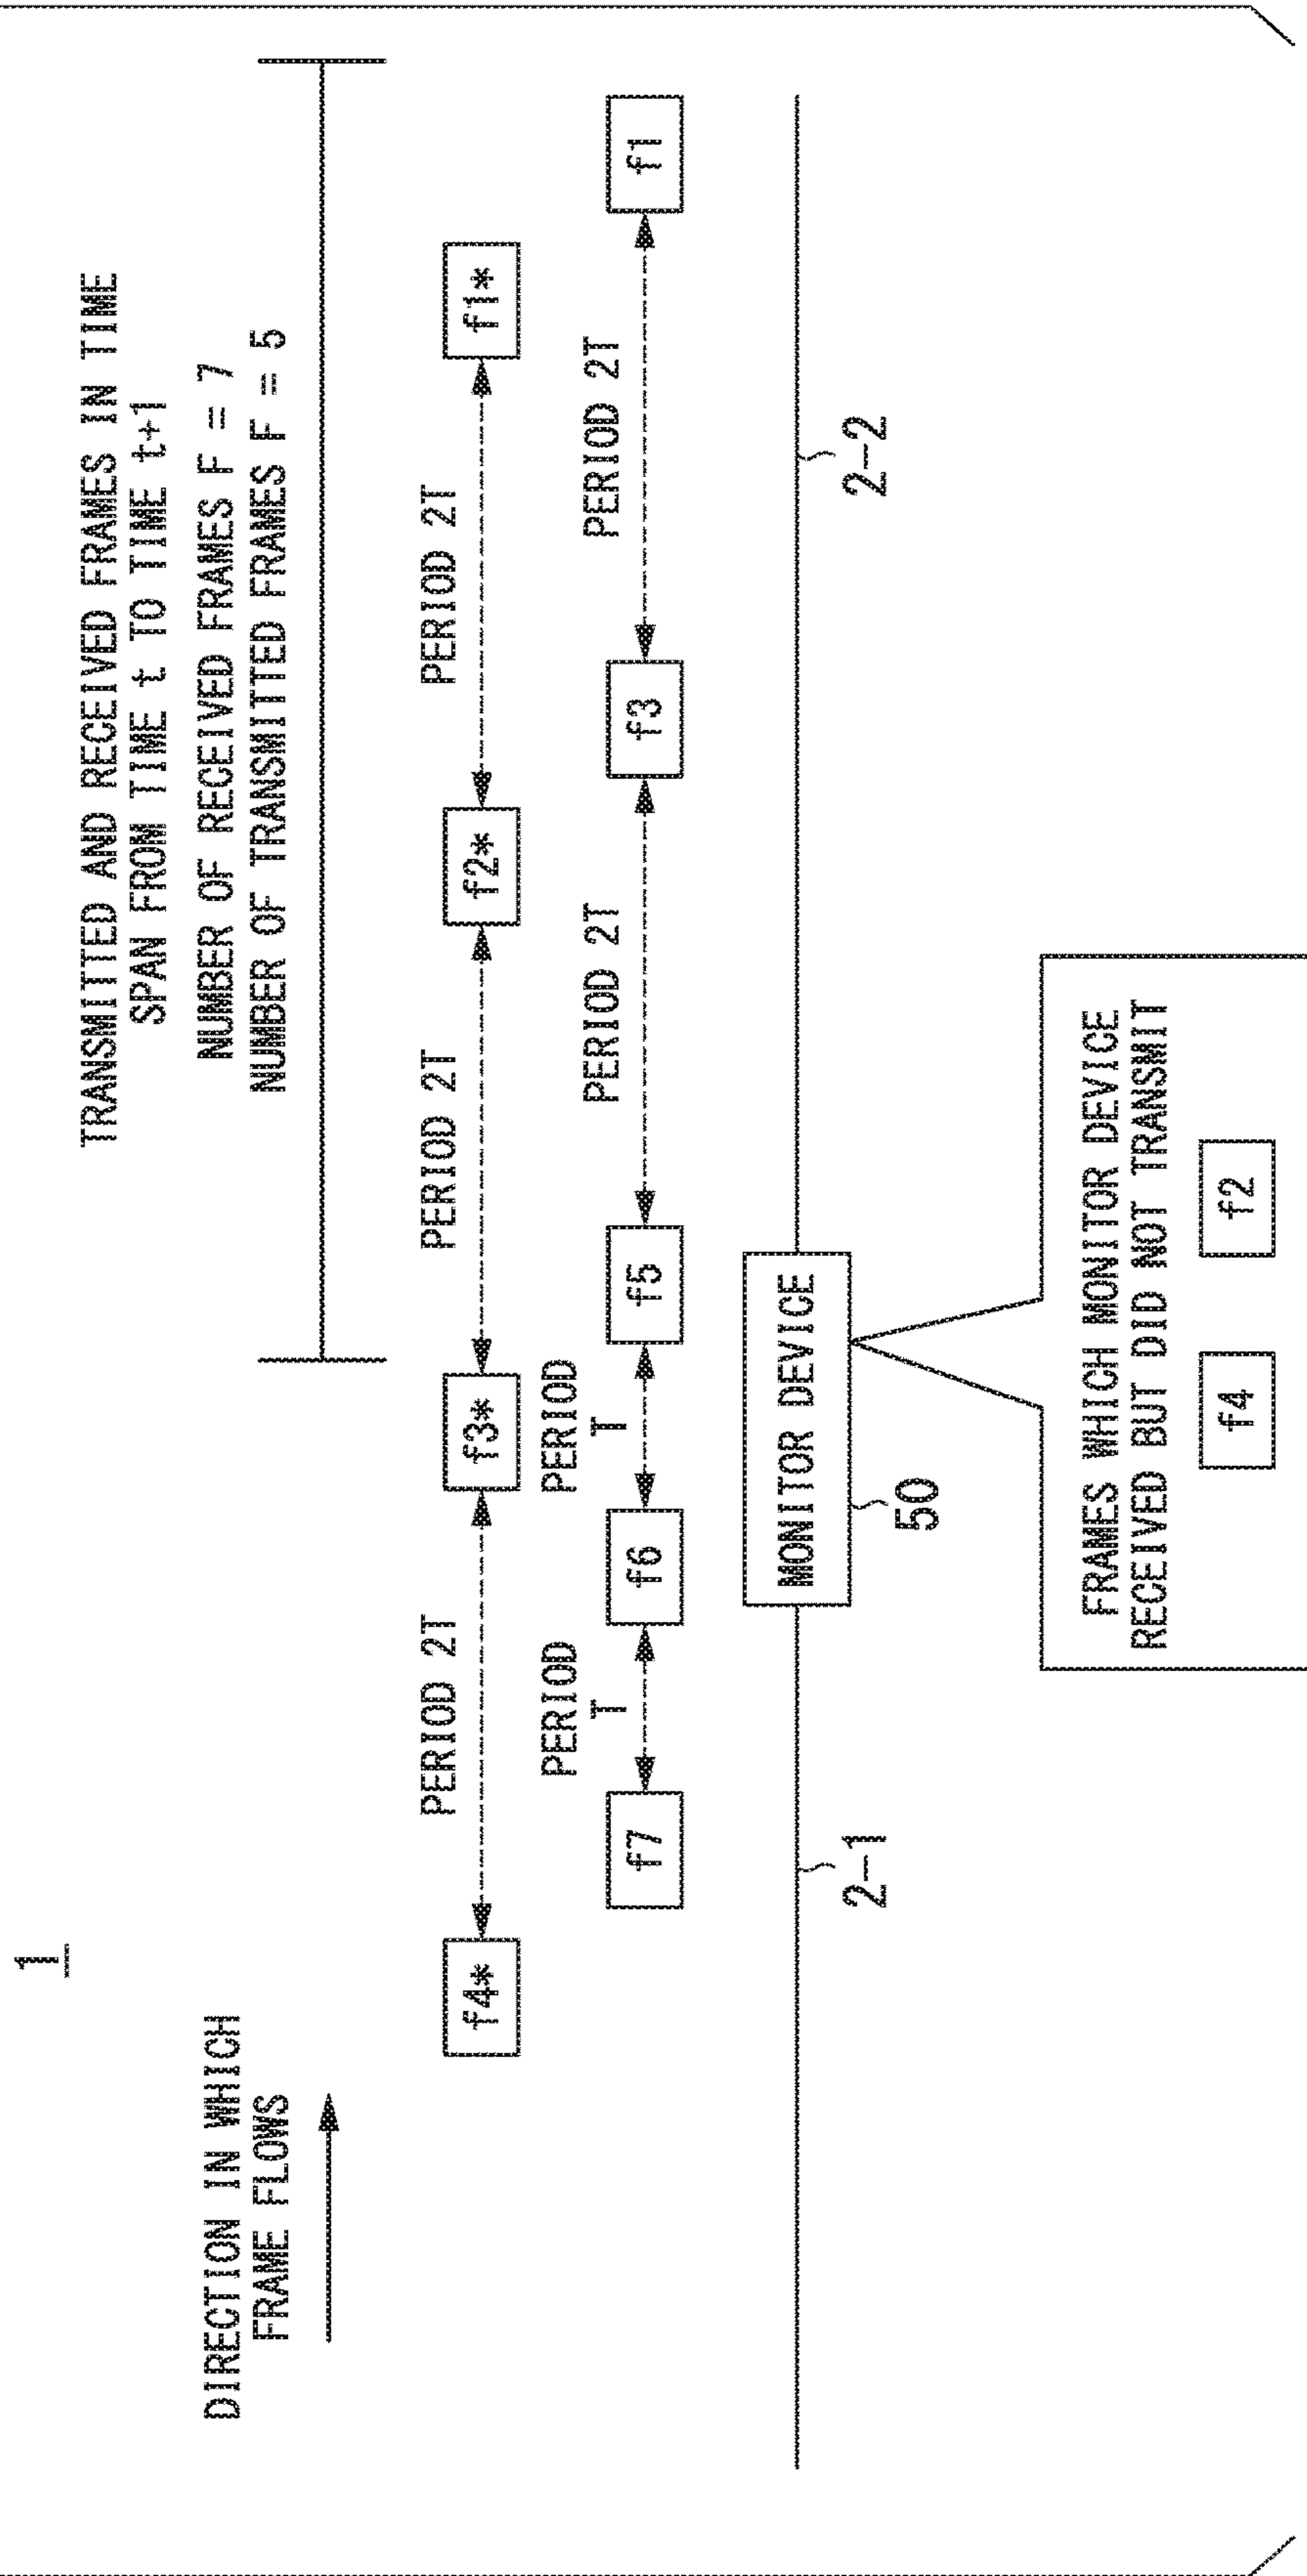 1
TRANSMITTED AND RECEIVED FRAMES IN TIME
SPAN FROM TIME t TO TIME t+1
NUMBER OF RECEIVED FRAMES F = 7
NUMBER OF TRANSMITTED FRAMES F = 5
DIRECTION IN WHICH
FRAME FLOWS
PERIOD 2T
PERIOD 2T
PERIOD 2T
f4*
f3*
f2*
f1*
PERIOD
T
PERIOD
T
PERIOD 2T
PERIOD 2T
f7
f6
f5
f3
f1
MONITOR DEVICE
2-1
50
2-2
FRAMES WHICH MONITOR DEVICE
RECEIVED BUT DID NOT TRANSMIT
f4
f2